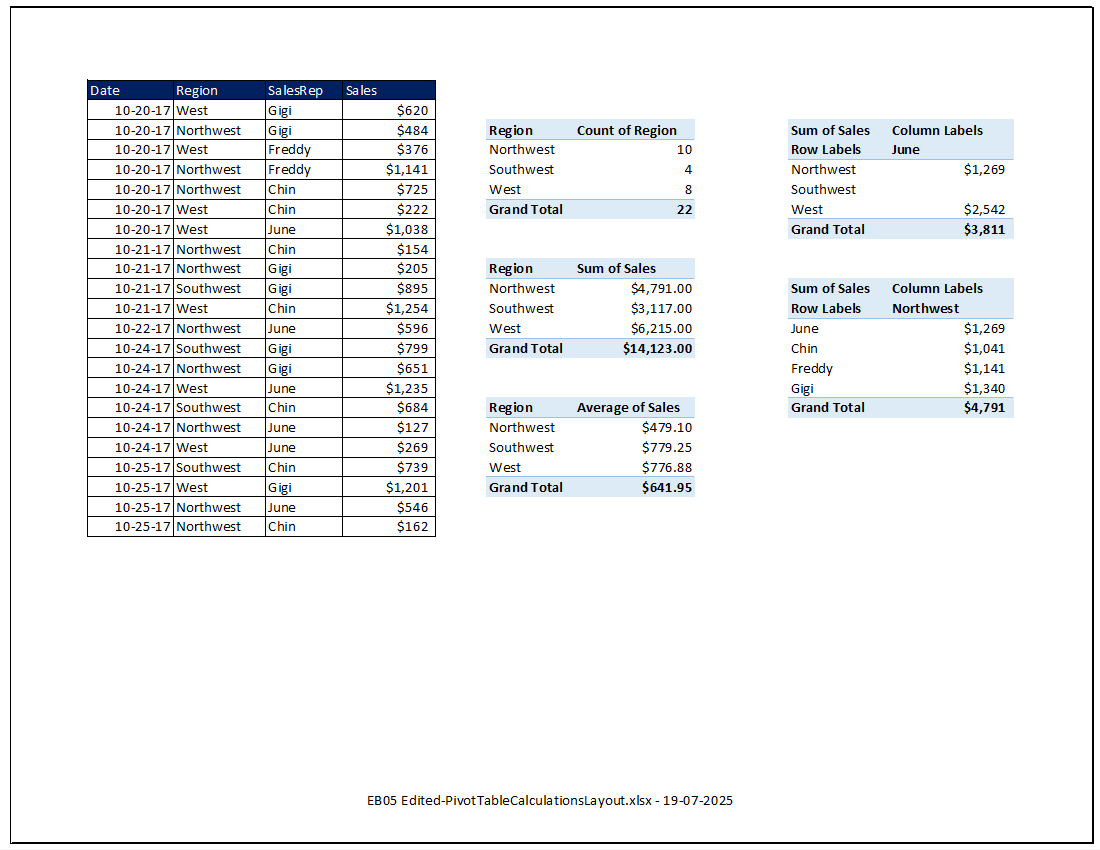 Date Region SalesRep Sales
10-20-17 West Gigi $620
10-20-17 Northwest Gigi $484
10-20-17 West Freddy $376
10-20-17 Northwest Freddy $1,141
10-20-17 Northwest Chin $725
10-20-17 West Chin $222
10-20-17 West June $1,038
10-21-17 Northwest Chin $154
10-21-17 Northwest Gigi $205
10-21-17 Southwest Gigi $895
10-21-17 West Chin $1,254
10-22-17 Northwest June $596
10-24-17 Southwest Gigi $799
10-24-17 Northwest Gigi $651
10-24-17 West June $1,235
10-24-17 Southwest Chin $684
10-24-17 Northwest June $127
10-24-17 West June $269
10-25-17 Southwest Chin $739
10-25-17 West Gigi $1,201
10-25-17 Northwest June $546
10-25-17 Northwest Chin $162
Region Count of Region
Northwest 10
Southwest 4
West 8
Grand Total 22
Region Sum of Sales
Northwest $4,791.00
Southwest $3,117.00
West $6,215.00
Grand Total $14,123.00
Region Average of Sales
Northwest $479.10
Southwest $779.25
West $776.88
Grand Total $641.95
Sum of Sales Column Labels
Row Labels June
Northwest $1,269
Southwest
West $2,542
Grand Total $3,811
Sum of Sales Column Labels
Row Labels Northwest
June $1,269
Chin $1,041
Freddy $1,141
Gigi $1,340
Grand Total $4,791
EB05 Edited-PivotTableCalculationsLayout.xlsx - 19-07-2025